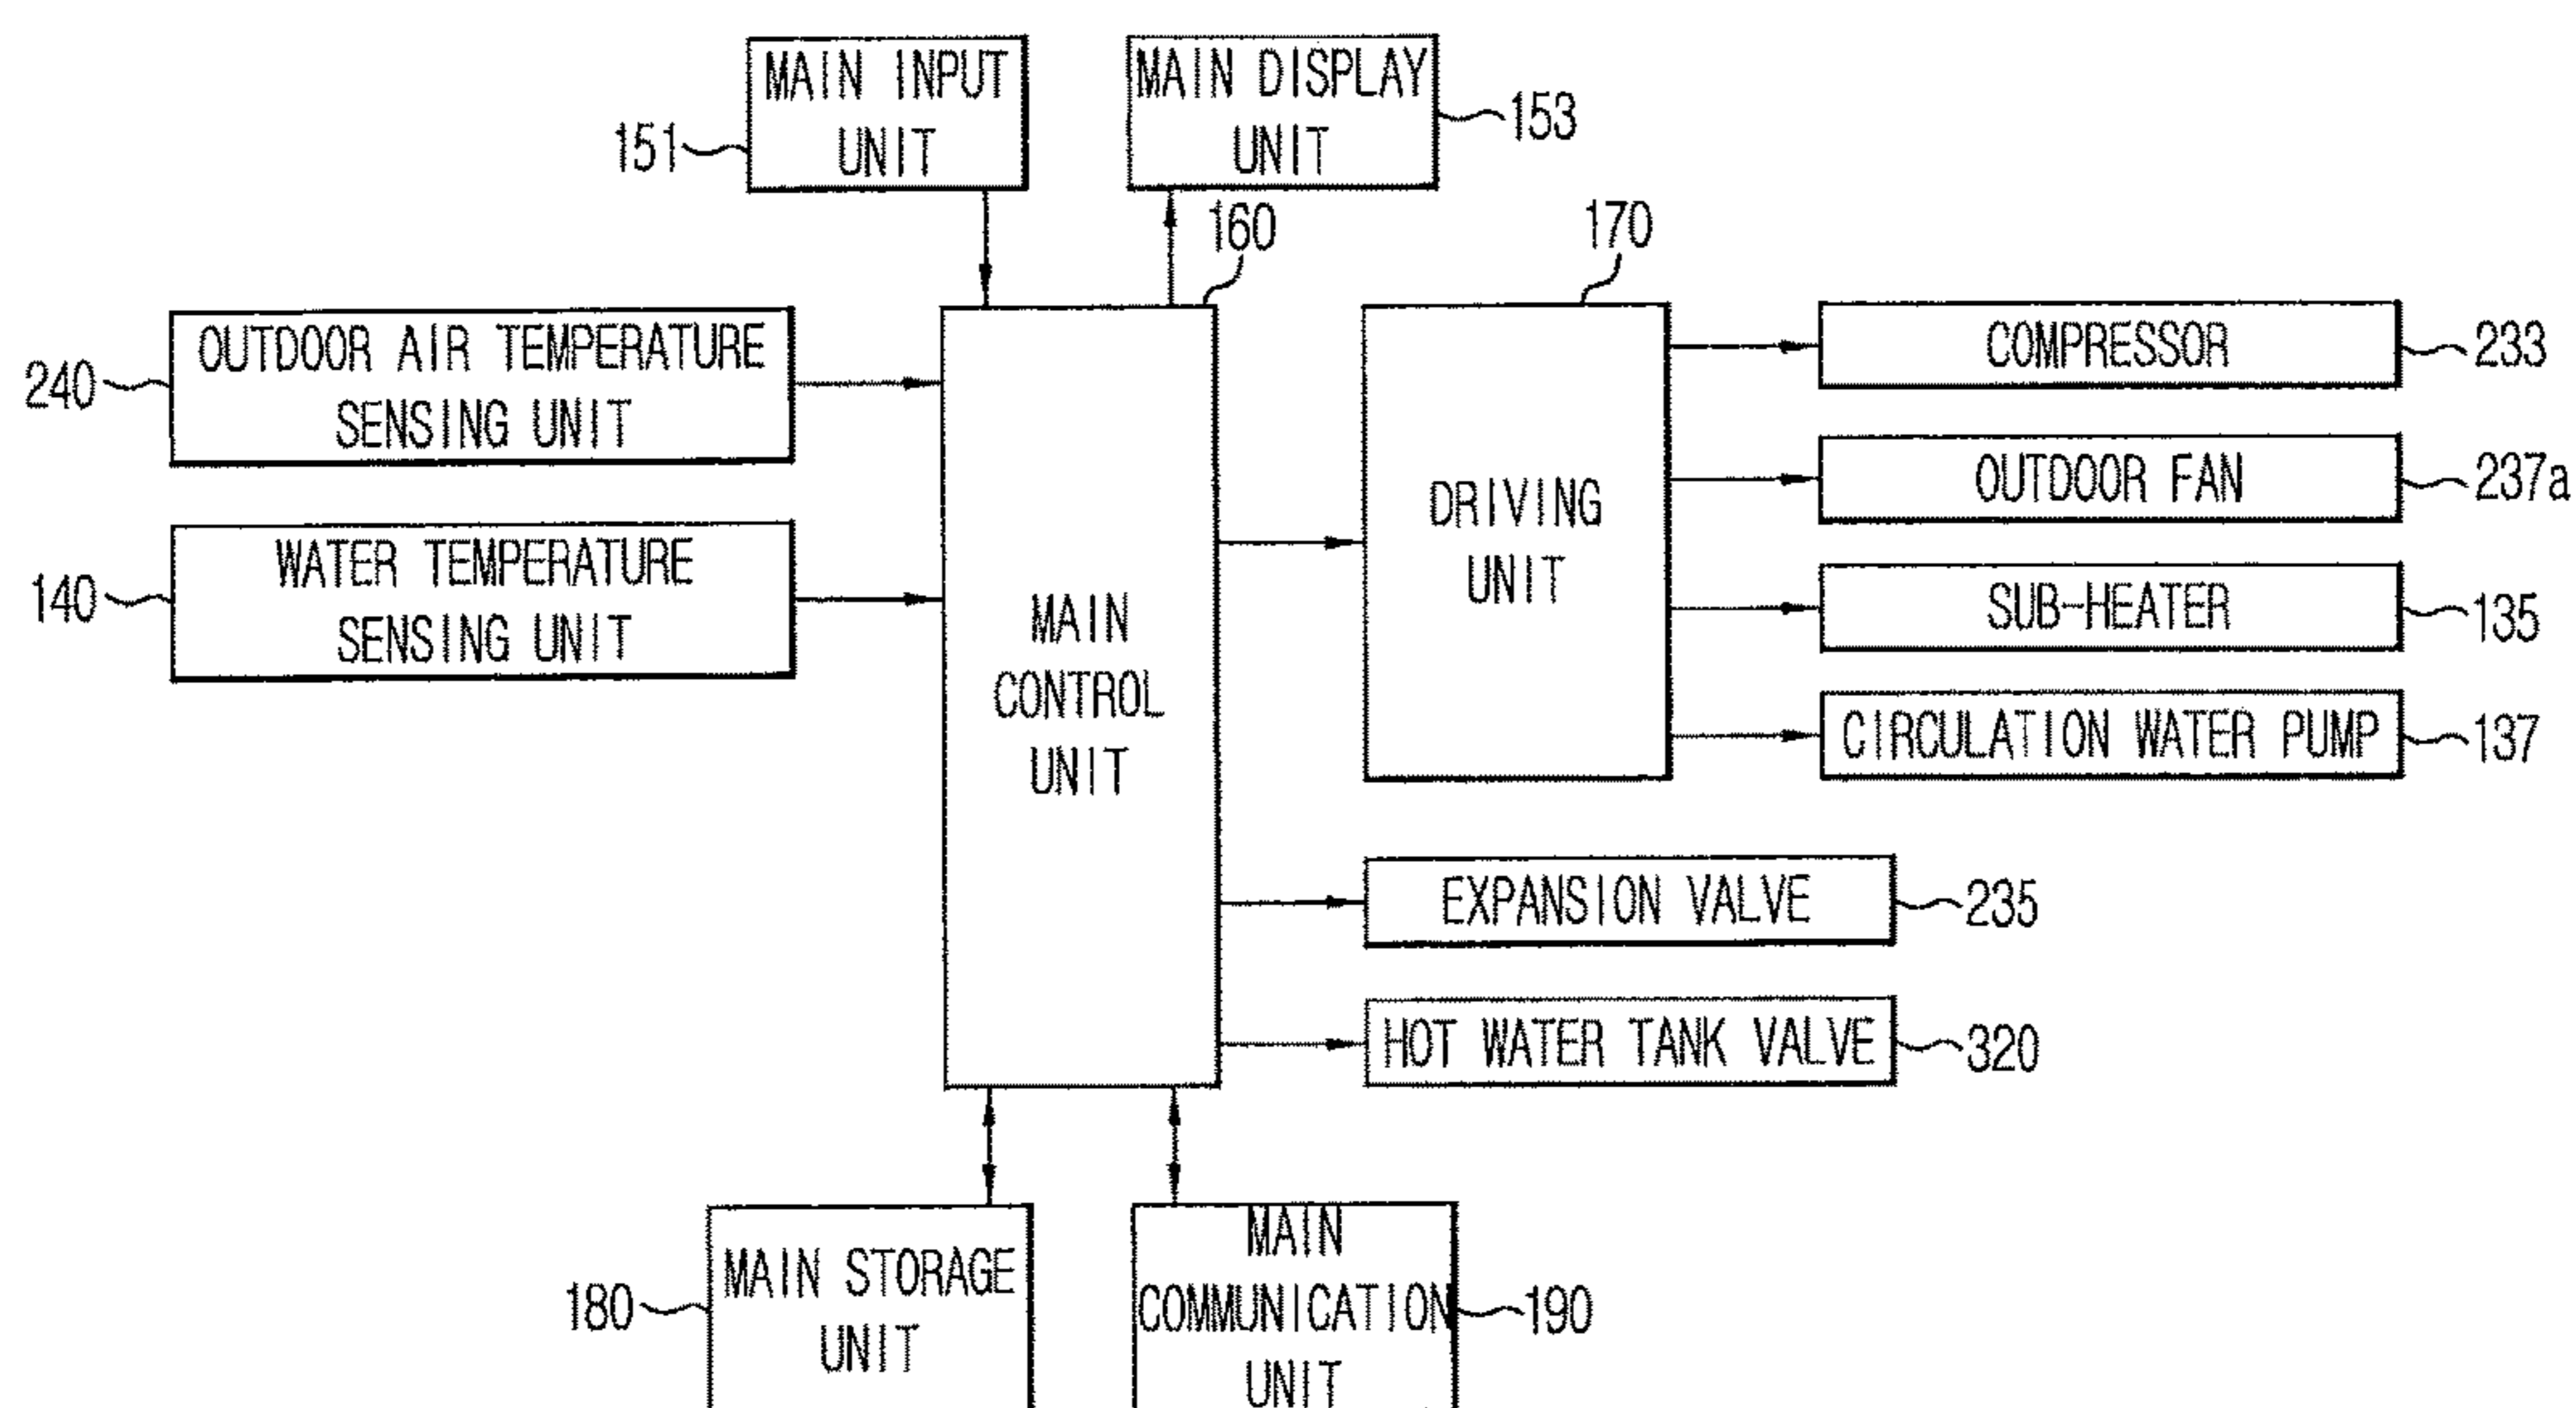 MAIN INPUT
UNIT
151
MAIN DISPLAY
UNIT
153
160
170
OUTDOOR AIR TEMPERATURE
SENSING UNIT
240
WATER TEMPERATURE
SENSING UNIT
140
MAIN
CONTROL
UNIT
DRIVING
UNIT
COMPRESSOR
233
OUTDOOR FAN
237a
SUB-HEATER
135
CIRCULATION WATER PUMP
137
EXPANSION VALVE
235
HOT WATER TANK VALVE
320
MAIN STORAGE
UNIT
180
MAIN
COMMUNICATION
UNIT
190